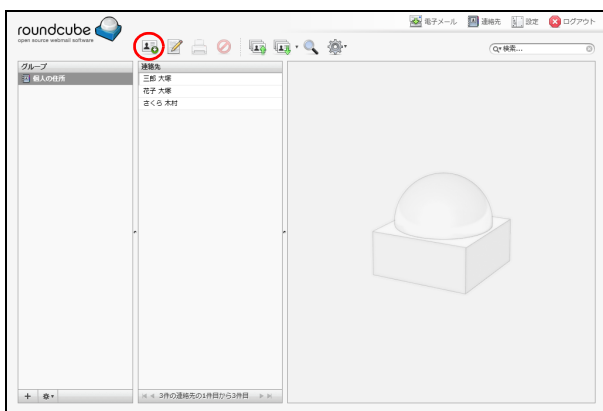 roundcube
open source webmail software
電子メール 連絡先 設定 ログアウト
検索...
グループ
個人の住所
連絡先
三郎 大塚
花子 大塚
さくら 木村
3件の連絡先の1件目から3件目